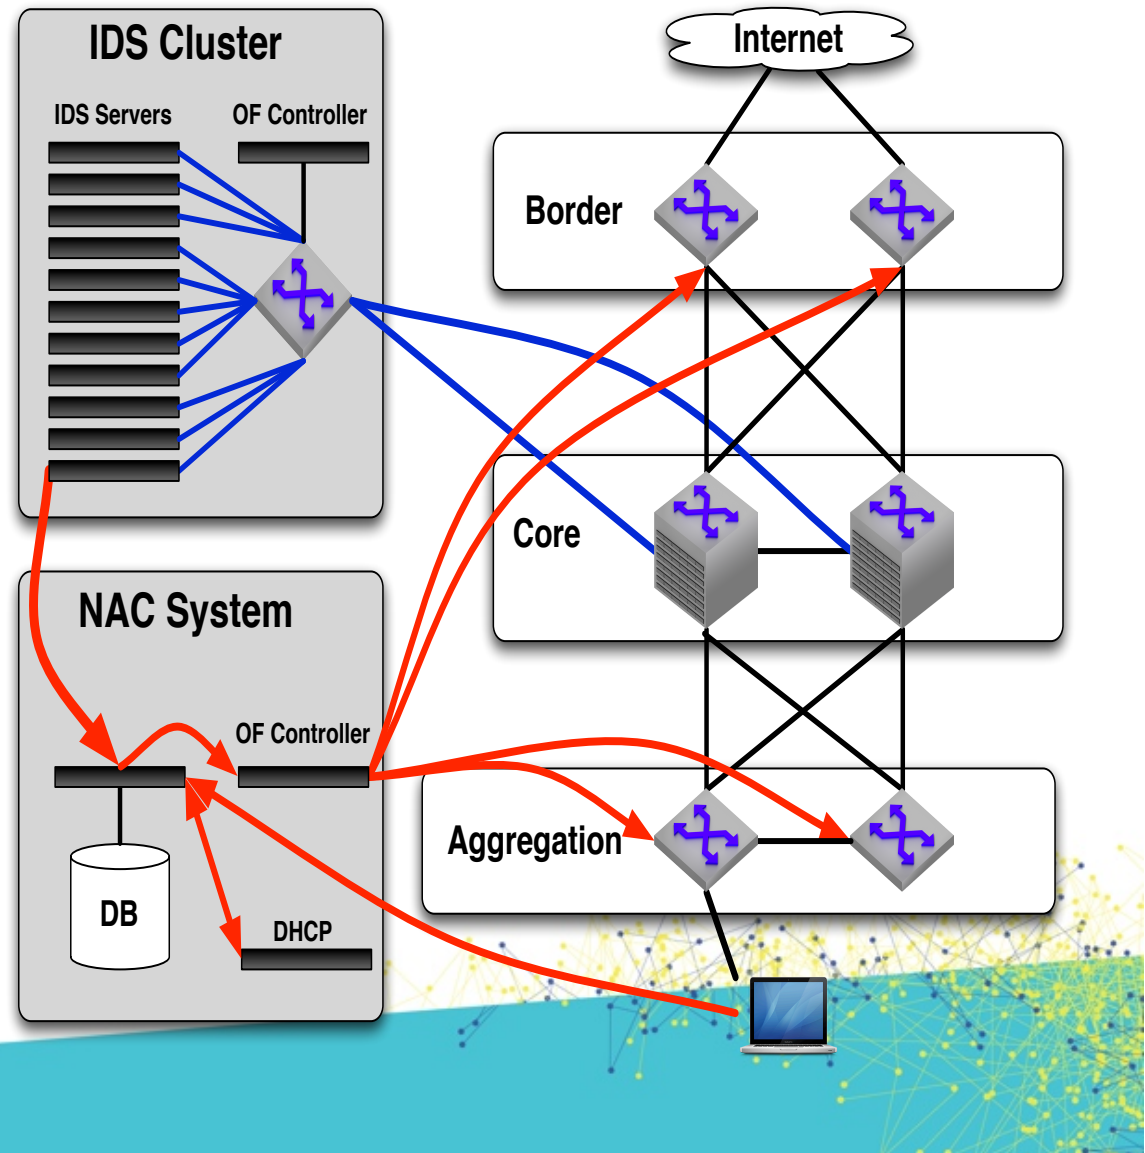 IDS Cluster
IDS Servers
OF Controller
Internet
Border
Core
NAC System
OF Controller
DB
DHCP
Aggregation